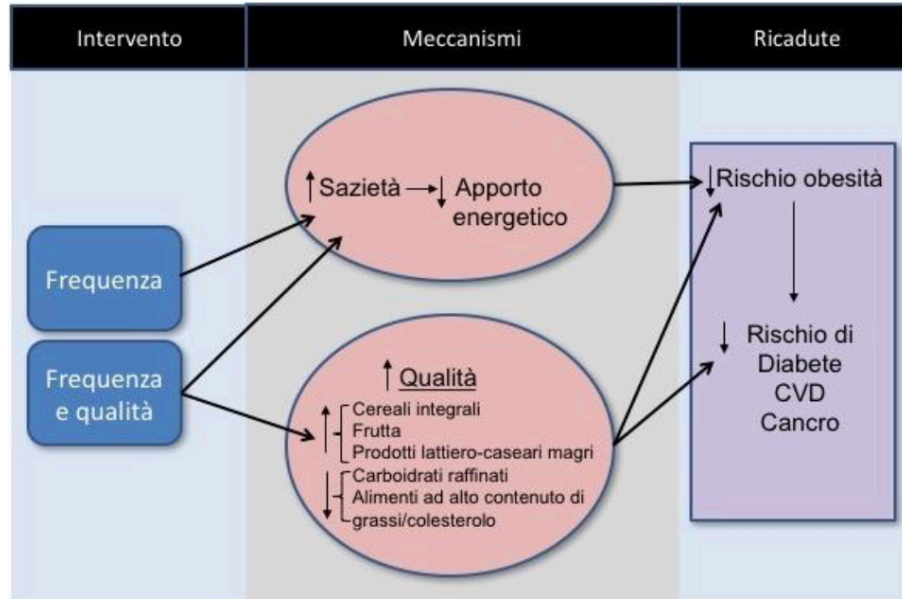 Intervento
Meccanismi
Ricadute
Frequenza
Frequenza
e qualità
↑ Sazietà → ↓ Apporto
energetico
↑ Qualità
↑ Cereali integrali
Frutta
Prodotti lattiero-caseari magri
↓ Carboidrati raffinati
Alimenti ad alto contenuto di
grassi/colesterolo
↓ Rischio obesità
↓ Rischio di
Diabete
CVD
Cancro